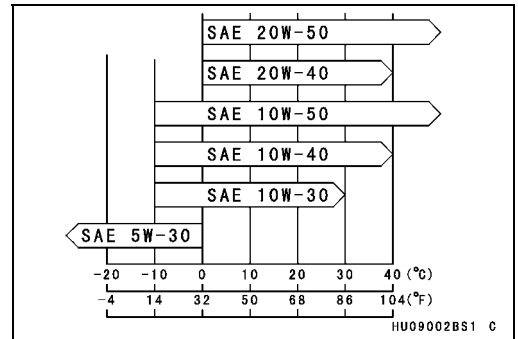 SAE 20W-50
SAE 20W-40
SAE 10W-50
SAE 10W-40
SAE 10W-30
SAE 5W-30
-20 -10 0 10 20 30 40 (°C)
-4 14 32 50 68 86 104 (°F)
HU09002BS1 C